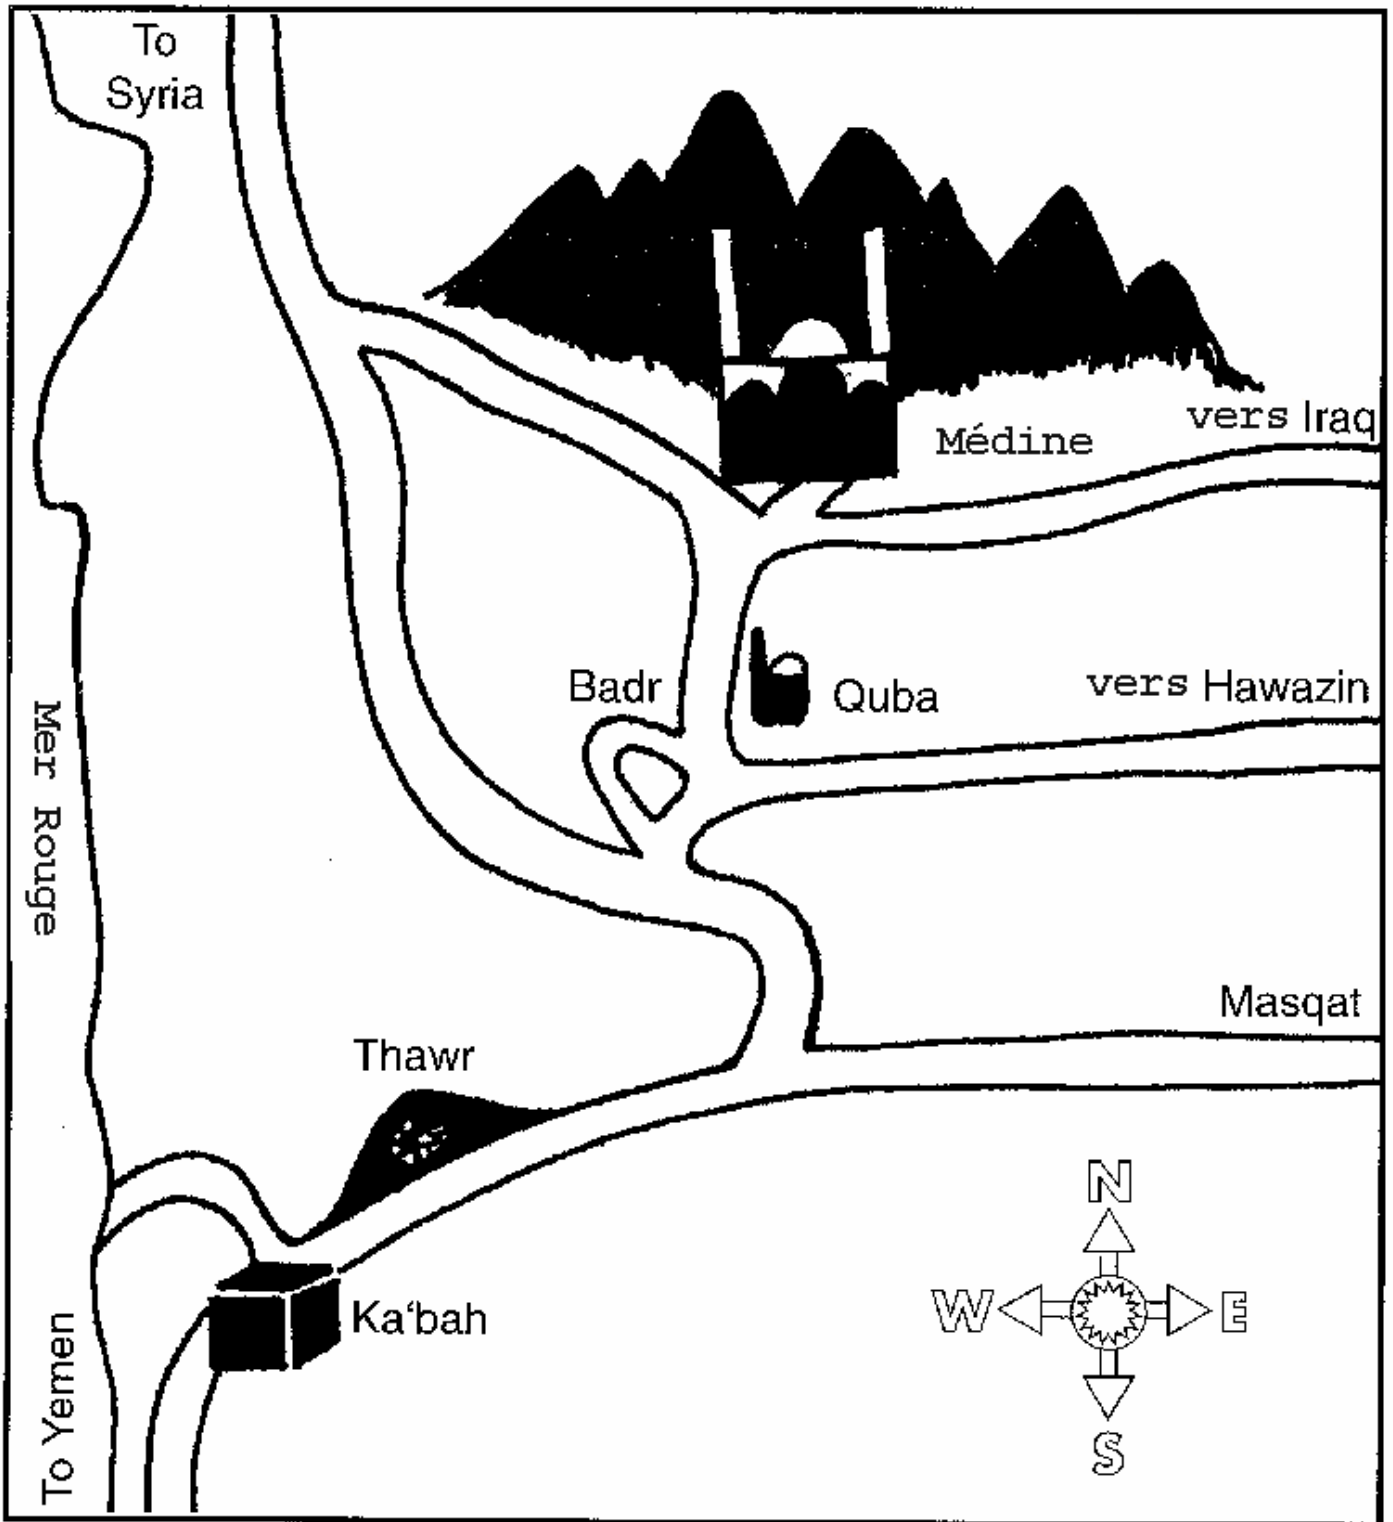 To
Syria
vers Iraq
Médine
Badr
Quba
vers Hawazin
Mer Rouge
Masqat
Thawr
N
W
E
S
Ka‘bah
To Yemen